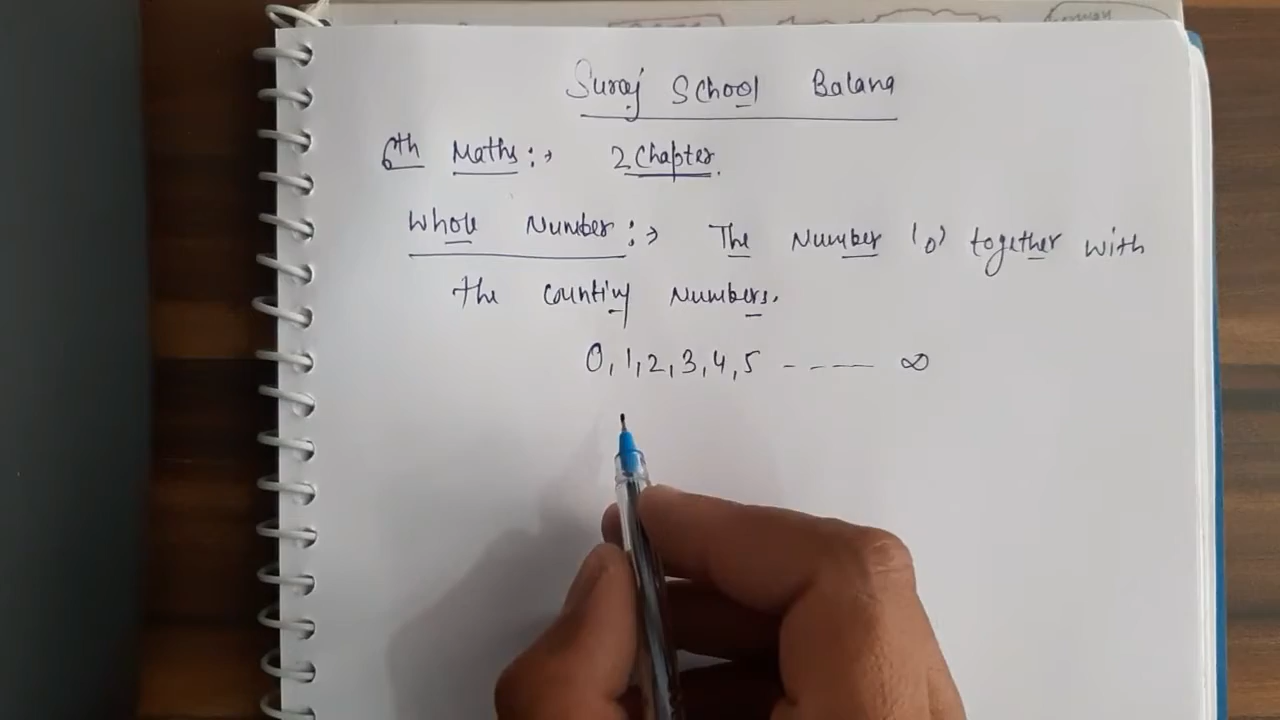 Suraj School Balana
6th Maths :→ 2 Chapter.
Whole Number :→ The Number '0' together with
the counting Numbers.
0, 1, 2, 3, 4, 5 ------- ∞